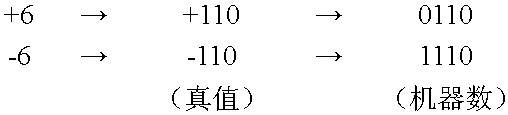 +6 → +110 → 0110
-6 → -110 → 1110
（真值） （机器数）